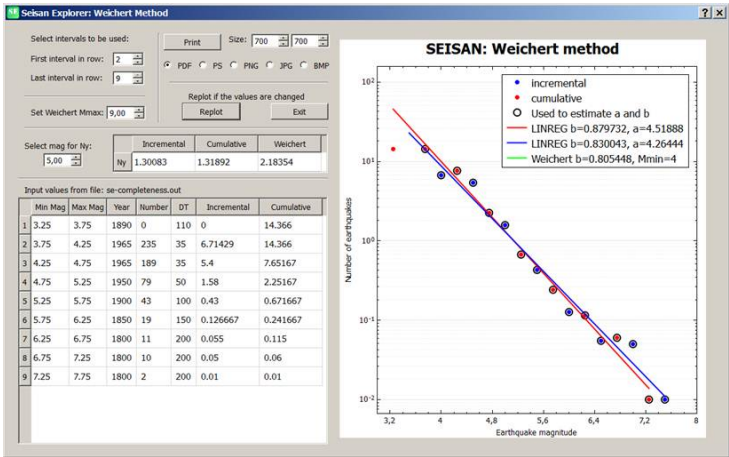 SE Seisan Explorer: Weichert Method
Select intervals to be used:
First interval in row: 2
Last interval in row: 9
Set Weichert Mmax: 9,00
Print Size: 700 700
PDF PS PNG JPG BMP
Replot if the values are changed
Replot Exit
Select mag for Ny:
5,00
Incremental Cumulative Weichert
Ny 1.30083 1.31892 2.18354
Input values from file: se-completeness.out
Min Mag Max Mag Year Number DT Incremental Cumulative
1 3.25 3.75 1890 0 110 0 14.366
2 3.75 4.25 1965 235 35 6.71429 14.366
3 4.25 4.75 1965 189 35 5.4 7.65167
4 4.75 5.25 1950 79 50 1.58 2.25167
5 5.25 5.75 1900 43 100 0.43 0.671667
6 5.75 6.25 1850 19 150 0.126667 0.241667
7 6.25 6.75 1800 11 200 0.055 0.115
8 6.75 7.25 1800 10 200 0.05 0.06
9 7.25 7.75 1800 2 200 0.01 0.01
SEISAN: Weichert method
incremental
cumulative
Used to estimate a and b
LINREG b=0.879732, a=4.51888
LINREG b=0.830043, a=4.26444
Weichert b=0.805448, Mmin=4
Number of earthquakes
10²
10¹
10⁰
10⁻¹
10⁻²
3,2 4 4,8 5,6 6,4 7,2 8
Earthquake magnitude